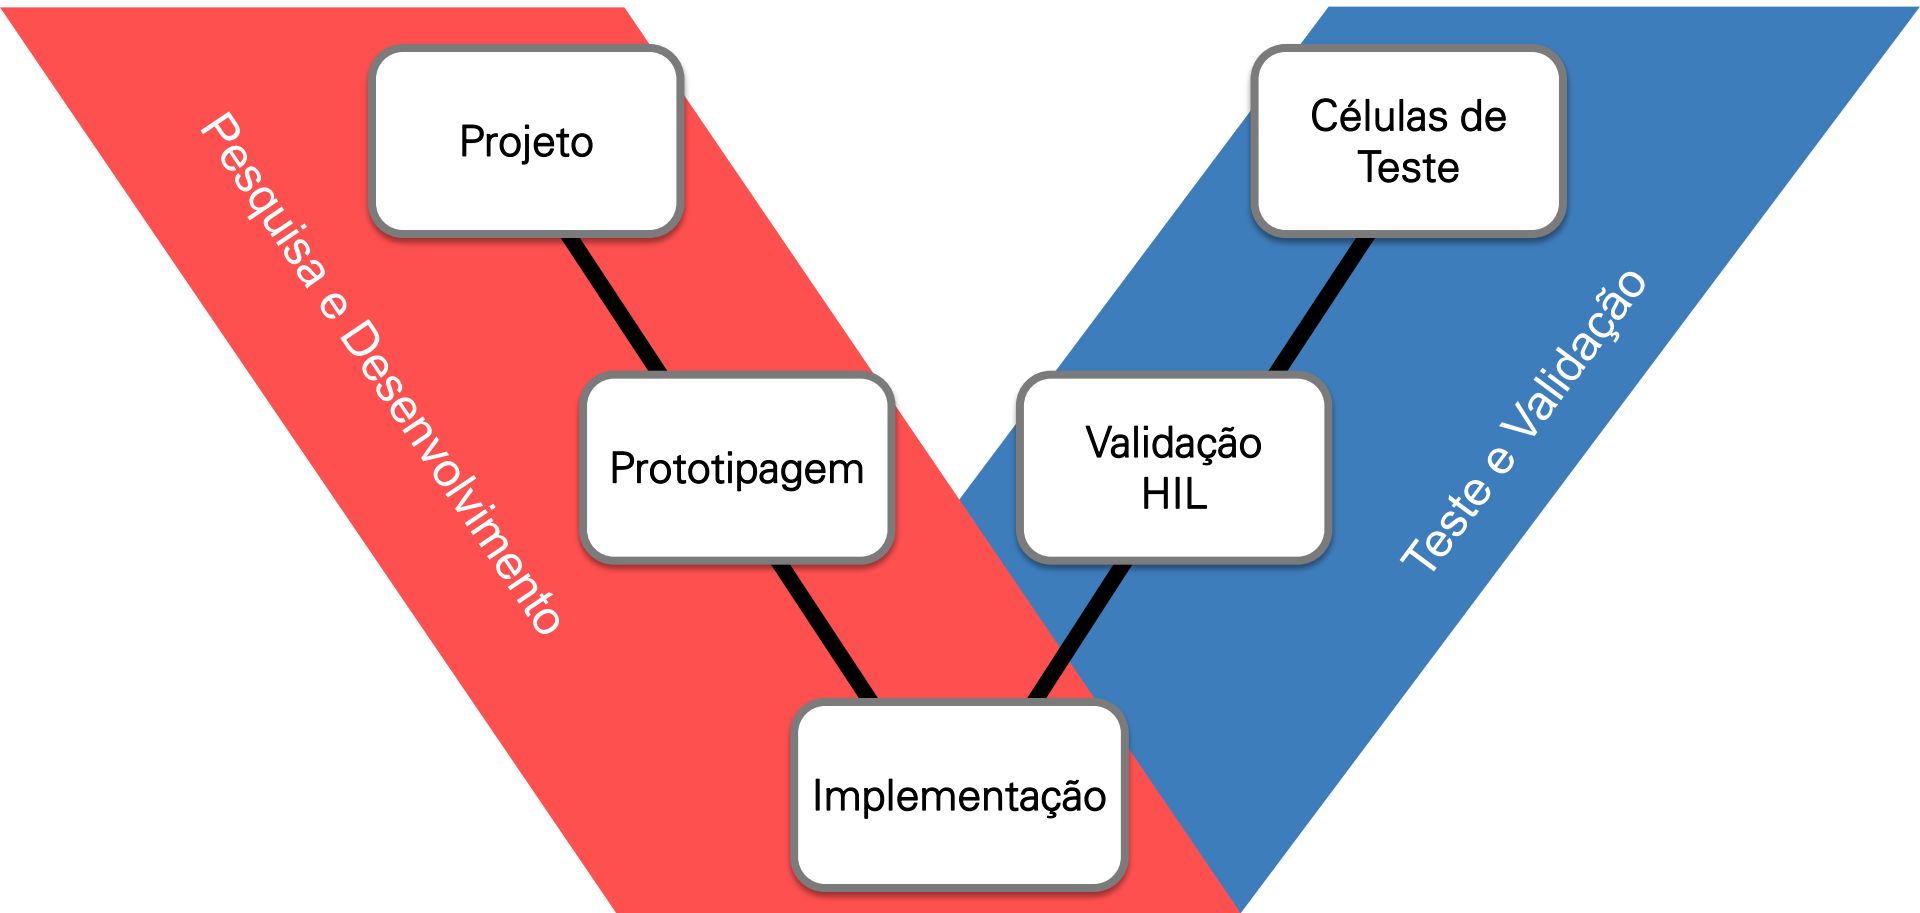 Projeto
Células de
Teste
Pesquisa e Desenvolvimento
Teste e Validação
Prototipagem
Validação
HIL
Implementação